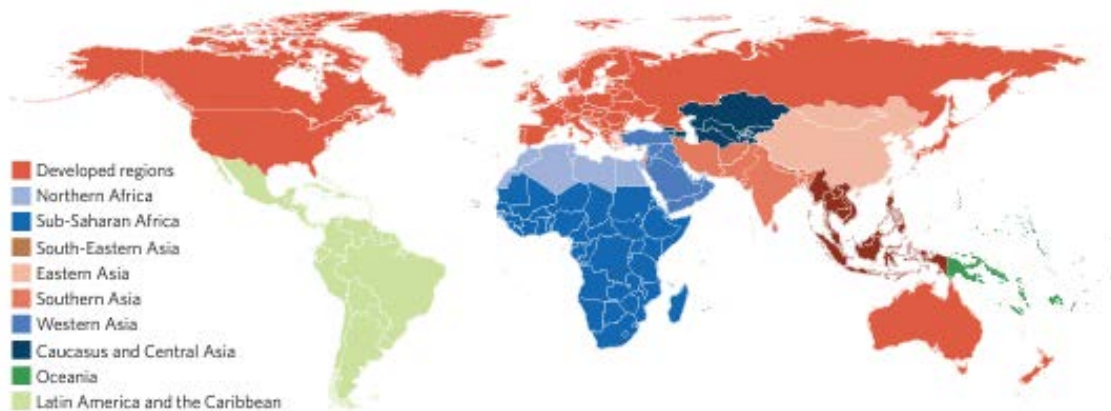 Developed regions
Northern Africa
Sub-Saharan Africa
South-Eastern Asia
Eastern Asia
Southern Asia
Western Asia
Caucasus and Central Asia
Oceania
Latin America and the Caribbean